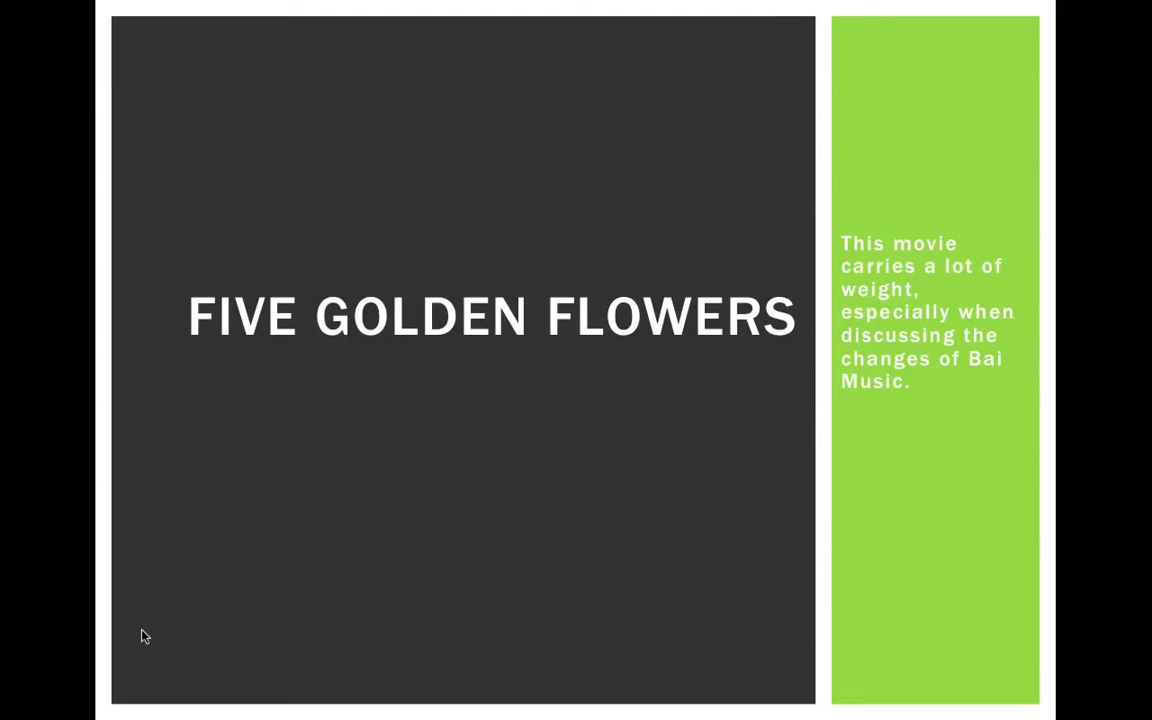 FIVE GOLDEN FLOWERS
This movie
carries a lot of
weight,
especially when
discussing the
changes of Bai
Music.